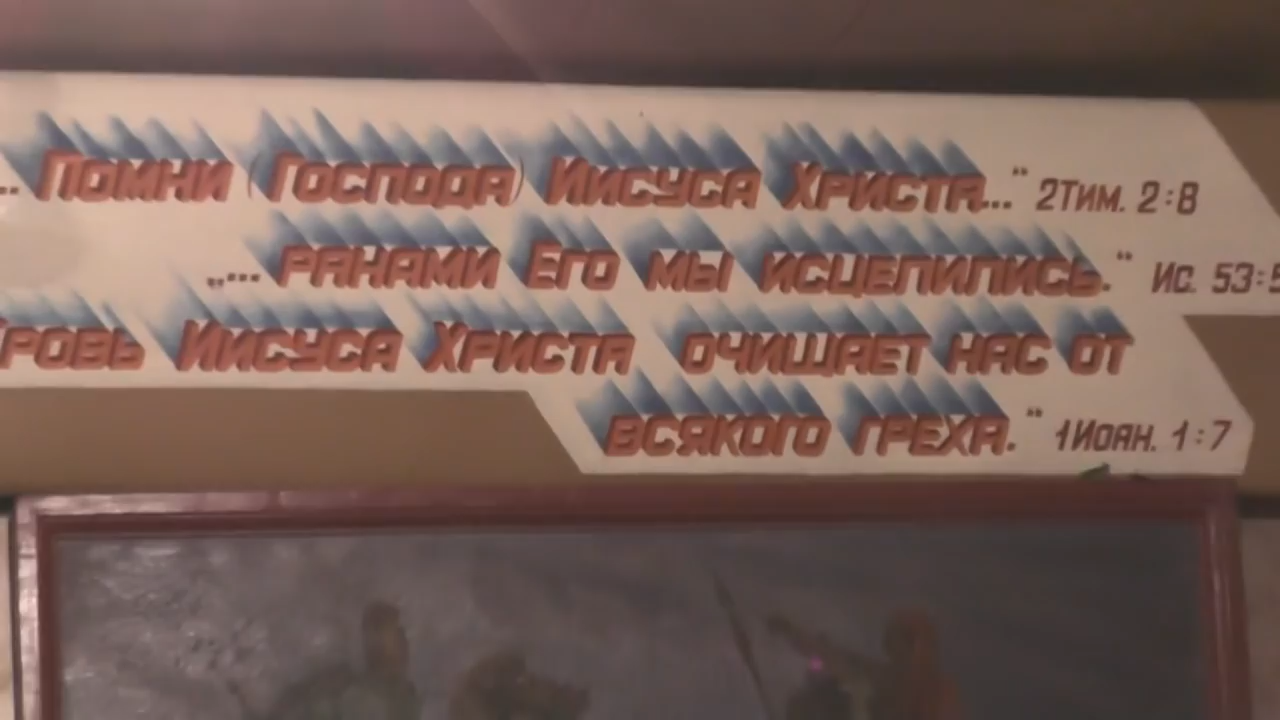 ... Помни (Господа) Иисуса Христа..." 2Тим. 2:8
„... ранами Его мы исцелились." Ис. 53:5
Кровь Иисуса Христа очищает нас от
всякого греха." 1Иоан. 1:7